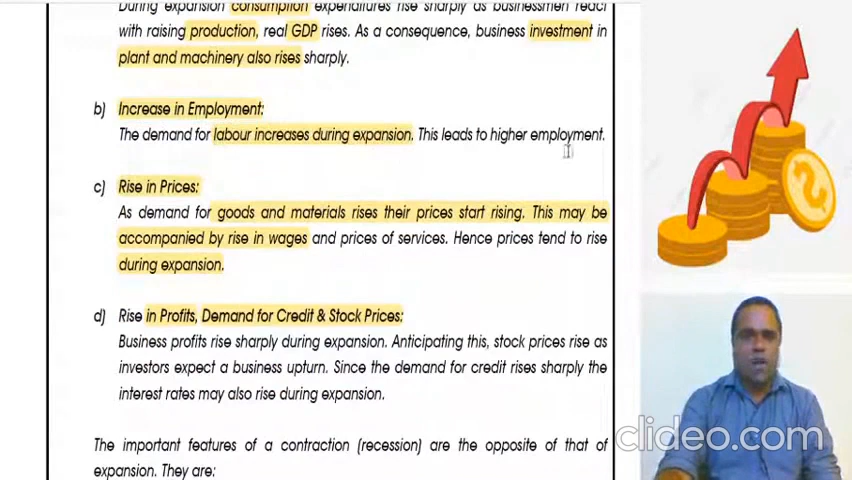 During expansion consumption expenditures rise sharply as businessmen react
with raising production, real GDP rises. As a consequence, business investment in
plant and machinery also rises sharply.
b) Increase in Employment:
The demand for labour increases during expansion. This leads to higher employment.
c) Rise in Prices:
As demand for goods and materials rises their prices start rising. This may be
accompanied by rise in wages and prices of services. Hence prices tend to rise
during expansion.
d) Rise in Profits, Demand for Credit & Stock Prices:
Business profits rise sharply during expansion. Anticipating this, stock prices rise as
investors expect a business upturn. Since the demand for credit rises sharply the
interest rates may also rise during expansion.
The important features of a contraction (recession) are the opposite of that of
expansion. They are:
clideo.com